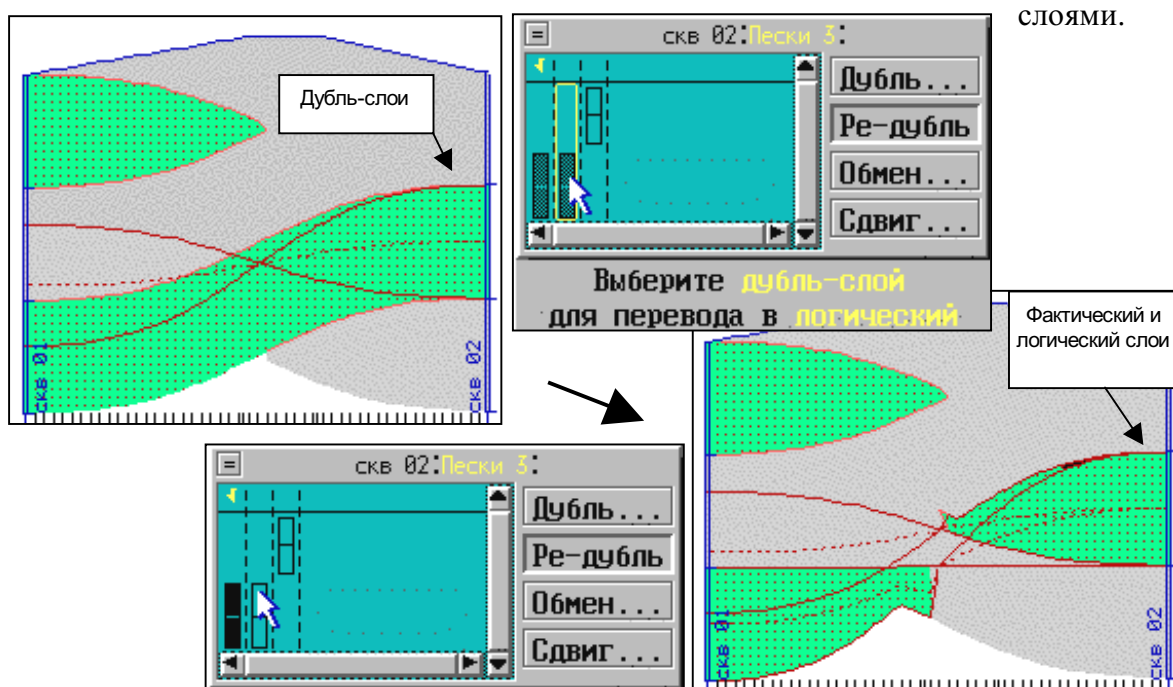 слоями.
Дубль-слои
скв 01
скв 02
скв 02:Пески 3:
Дубль...
Ре-дубль
Обмен...
Сдвиг...
Выберите дубль-слой
для перевода в логический
скв 02:Пески 3:
Дубль...
Ре-дубль
Обмен...
Сдвиг...
Фактический и
логический слои
скв 01
скв 02